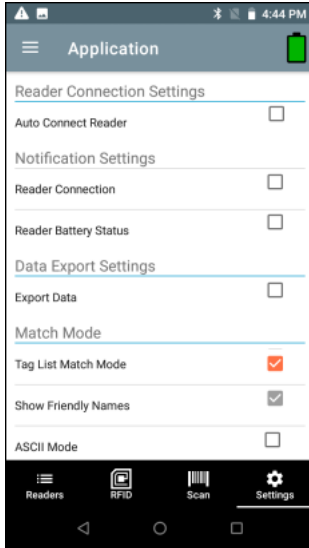 4:44 PM
Application
Reader Connection Settings
Auto Connect Reader
Notification Settings
Reader Connection
Reader Battery Status
Data Export Settings
Export Data
Match Mode
Tag List Match Mode
Show Friendly Names
ASCII Mode
Readers RFID Scan Settings